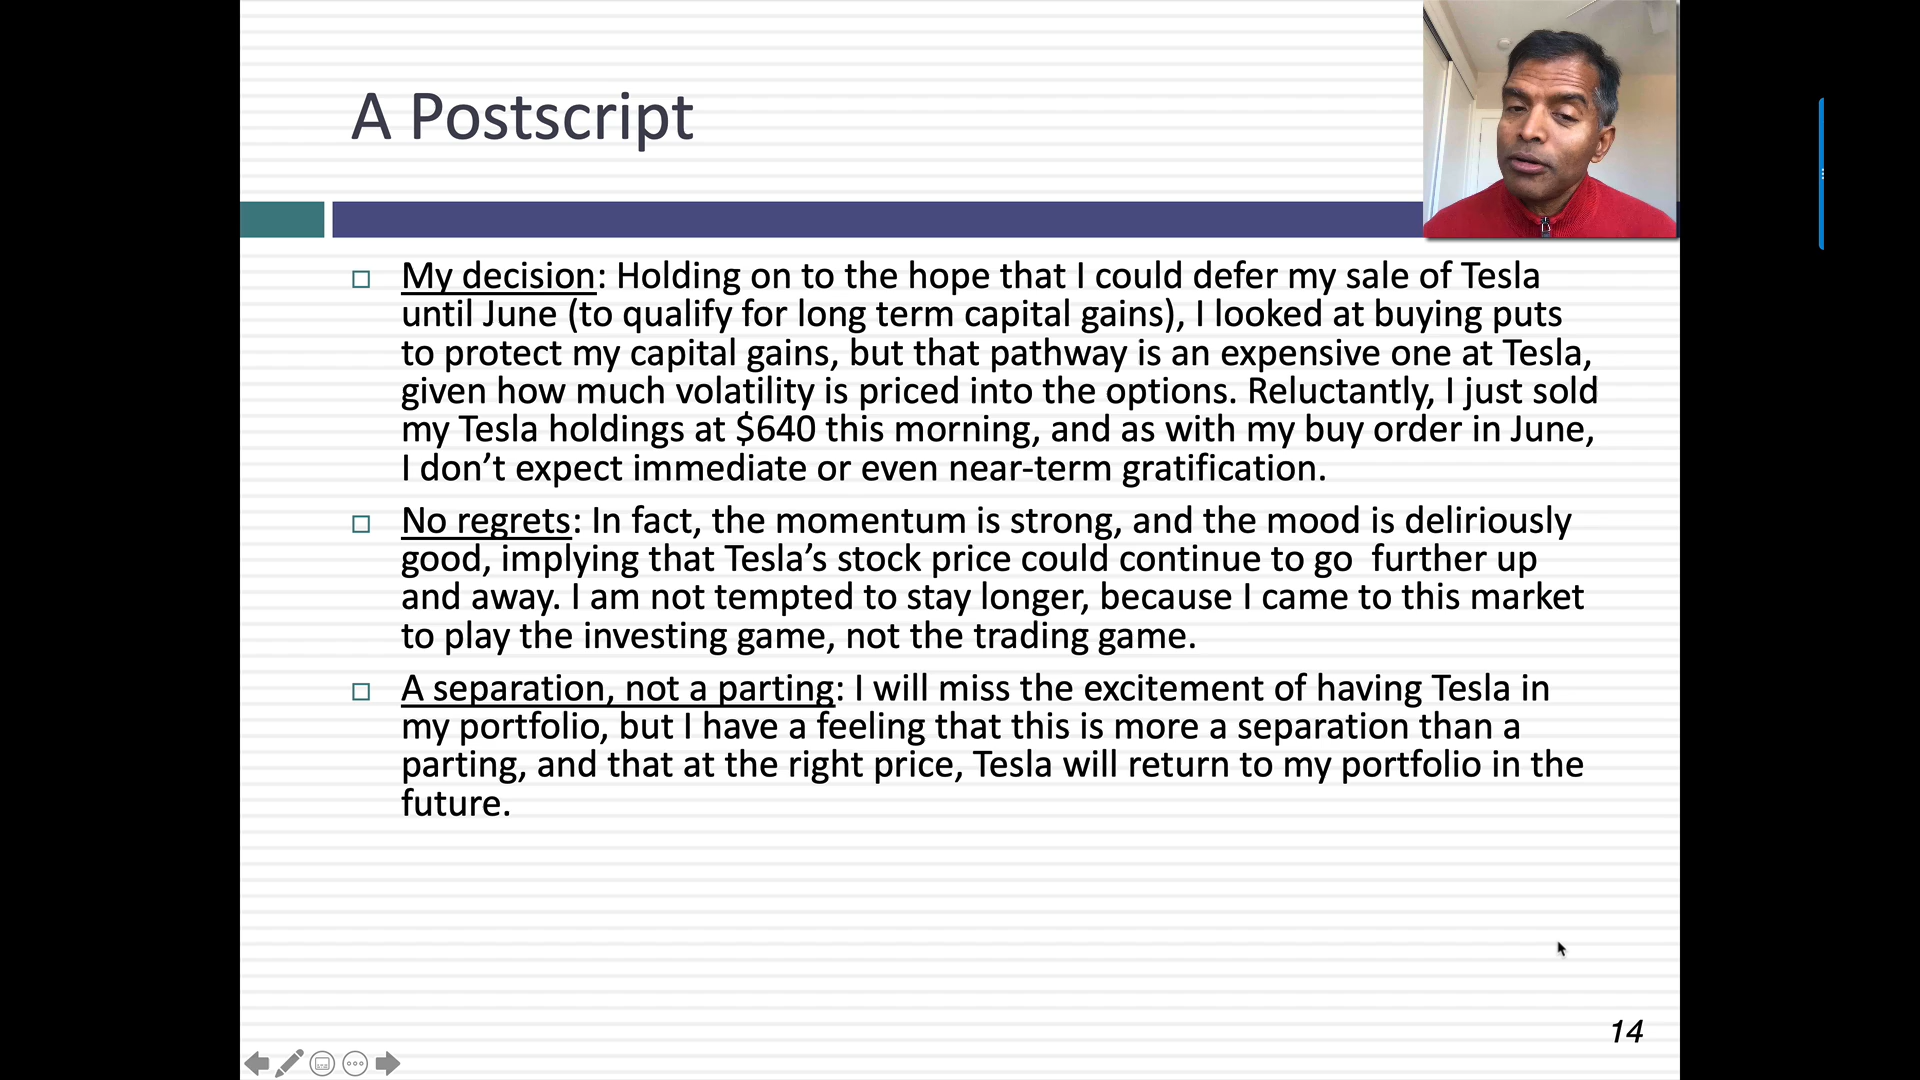 A Postscript
My decision: Holding on to the hope that I could defer my sale of Tesla
until June (to qualify for long term capital gains), I looked at buying puts
to protect my capital gains, but that pathway is an expensive one at Tesla,
given how much volatility is priced into the options. Reluctantly, I just sold
my Tesla holdings at $640 this morning, and as with my buy order in June,
I don’t expect immediate or even near-term gratification.
No regrets: In fact, the momentum is strong, and the mood is deliriously
good, implying that Tesla’s stock price could continue to go  further up
and away. I am not tempted to stay longer, because I came to this market
to play the investing game, not the trading game.
A separation, not a parting: I will miss the excitement of having Tesla in
my portfolio, but I have a feeling that this is more a separation than a
parting, and that at the right price, Tesla will return to my portfolio in the
future.
14